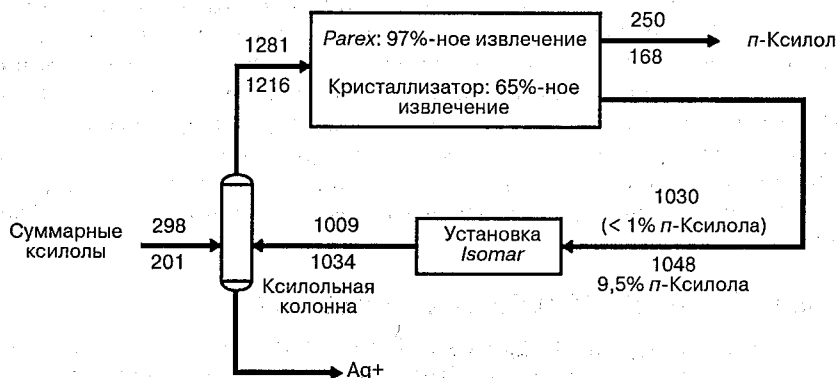 1281
1216
Parex: 97%-ное извлечение
Кристаллизатор: 65%-ное
извлечение
250
168
п-Ксилол
Суммарные
ксилолы
298
201
1009
1034
Ксилольная
колонна
Установка
Isomar
1030
(< 1% п-Ксилола)
1048
9,5% п-Ксилола
Ag+